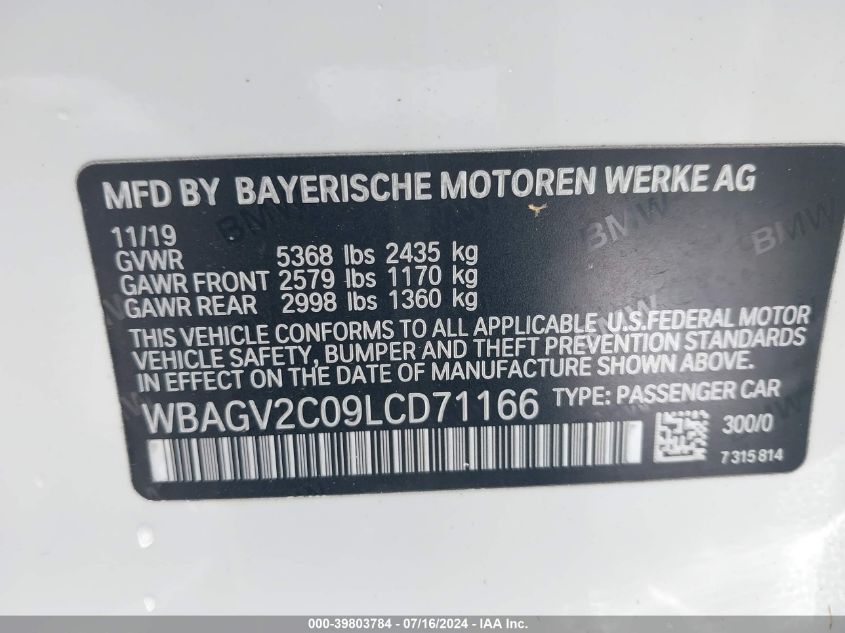 MFD BY BAYERISCHE MOTOREN WERKE AG
11/19
GVWR 5368 lbs 2435 kg
GAWR FRONT 2579 lbs 1170 kg
GAWR REAR 2998 lbs 1360 kg
THIS VEHICLE CONFORMS TO ALL APPLICABLE U.S.FEDERAL MOTOR
VEHICLE SAFETY, BUMPER AND THEFT PREVENTION STANDARDS
IN EFFECT ON THE DATE OF MANUFACTURE SHOWN ABOVE.
WBAGV2C09LCD71166 TYPE: PASSENGER CAR
300/0
7315814
000-39803784 - 07/16/2024 - IAA Inc.